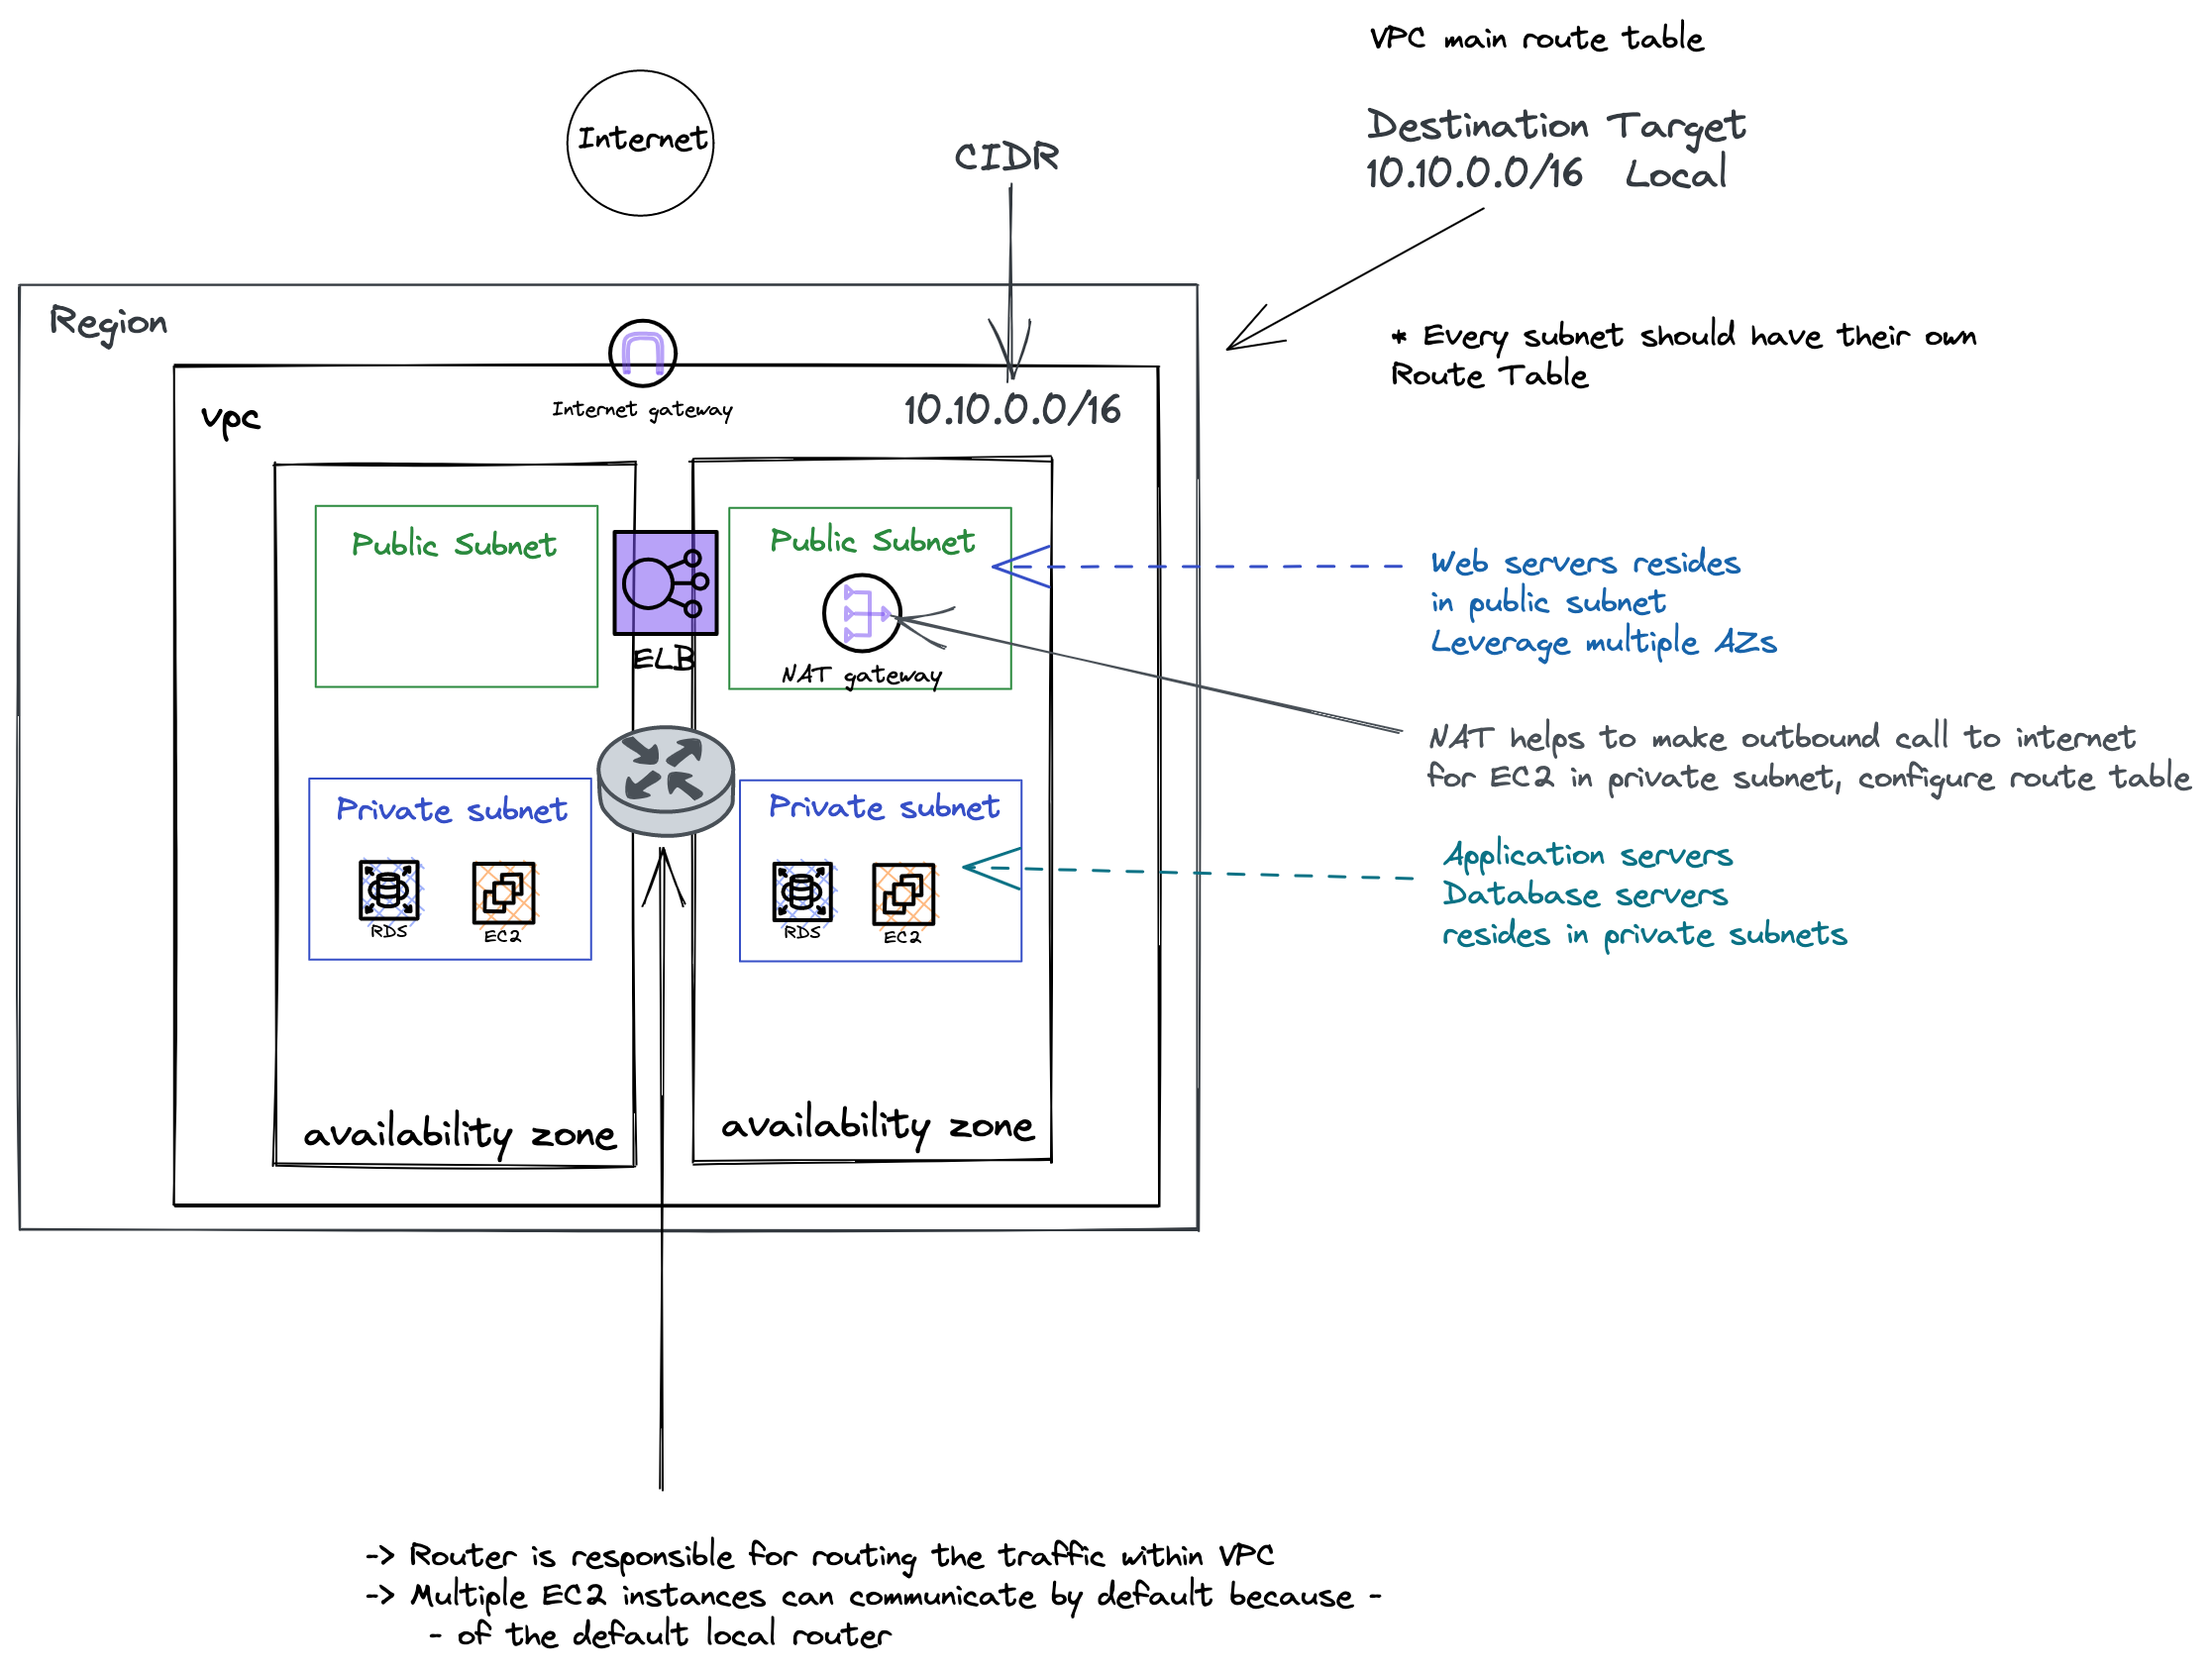 VPC main route table
Destination Target
10.10.0.0/16 Local
Internet
CIDR
Region
* Every subnet should have their own
Route Table
vpc
Internet gateway
10.10.0.0/16
Public Subnet
Public Subnet
ELB
NAT gateway
Web servers resides
in public subnet
Leverage multiple AZs
NAT helps to make outbound call to internet
for EC2 in private subnet, configure route table
Private subnet
Private subnet
RDS
EC2
RDS
EC2
Application servers
Database servers
resides in private subnets
availability zone
availability zone
-> Router is responsible for routing the traffic within VPC
-> Multiple EC2 instances can communicate by default because -
- of the default local router